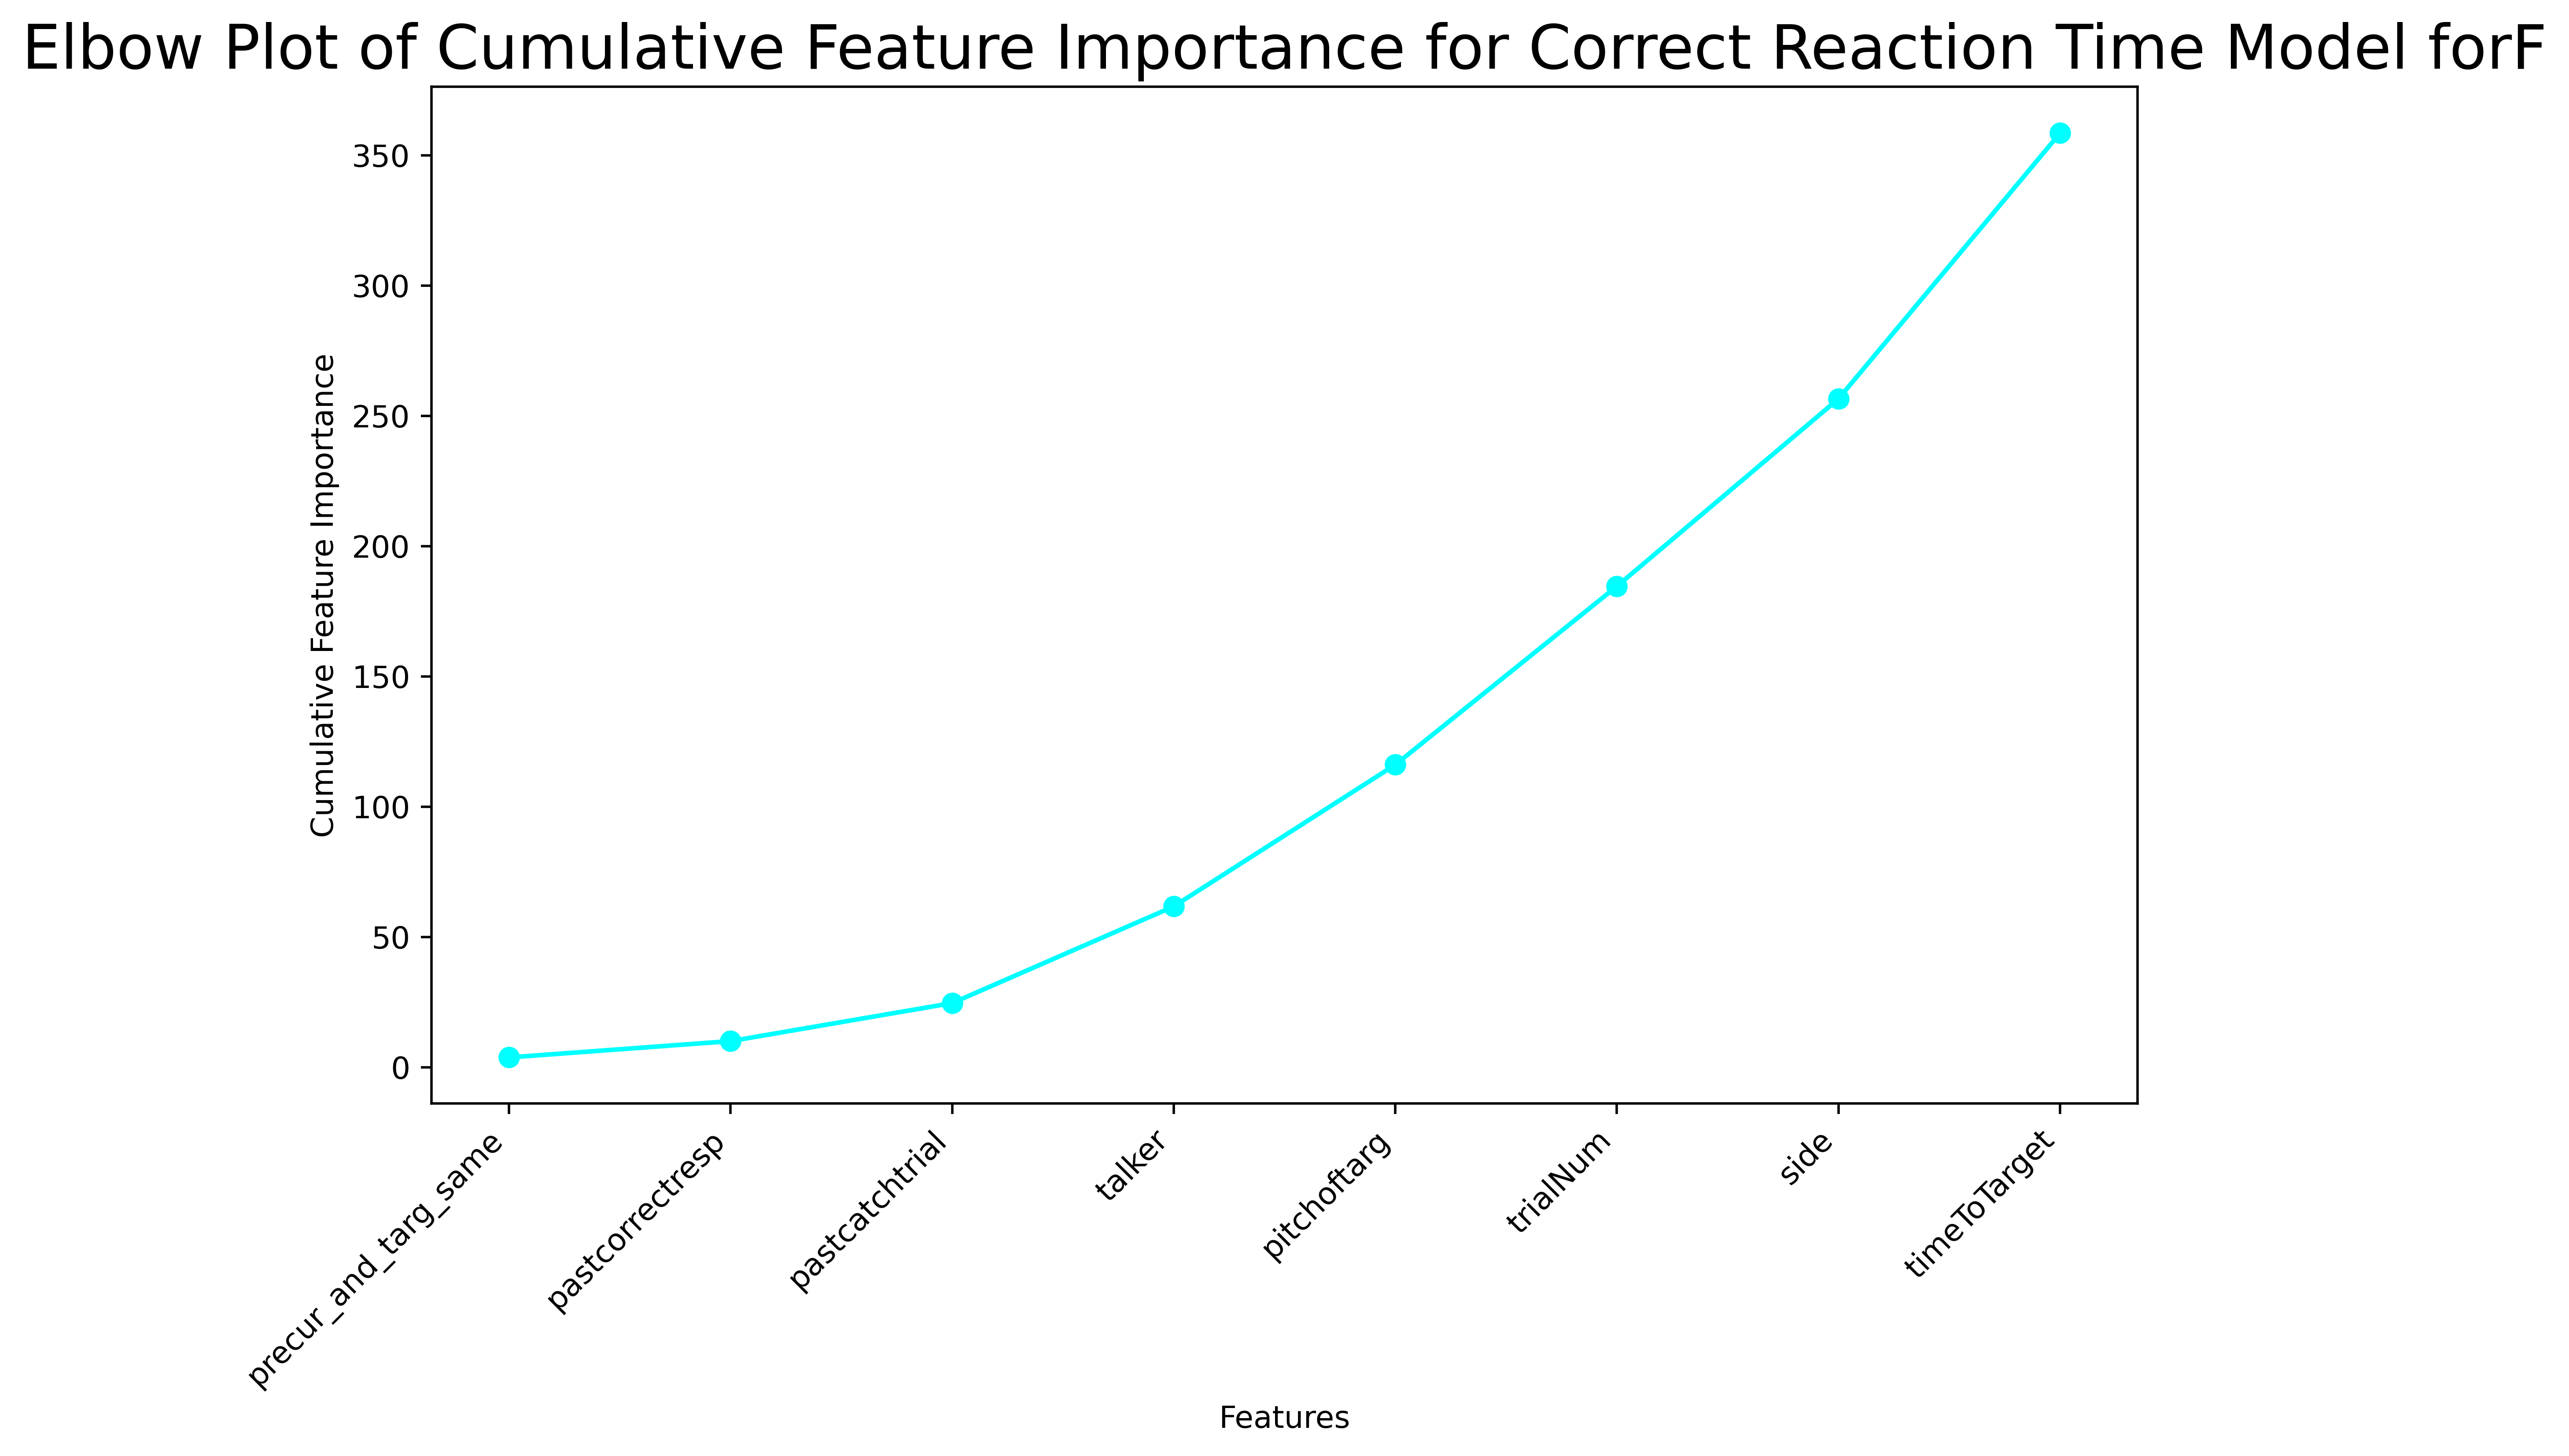 Elbow Plot of Cumulative Feature Importance for Correct Reaction Time Model forF
Cumulative Feature Importance
350
300
250
200
150
100
50
0
precur_and_targ_same
pastcorrectresp
pastcatchtrial
talker
pitchoftarg
trialNum
side
timeToTarget
Features